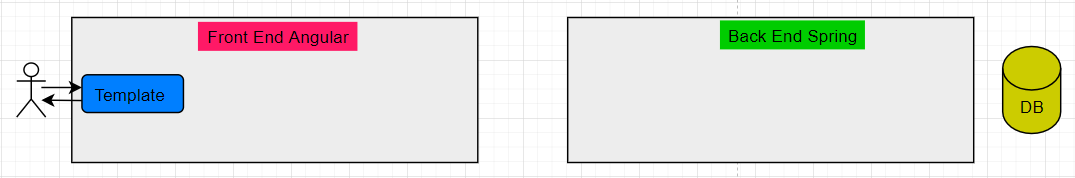 Front End Angular
Back End Spring
Template
DB